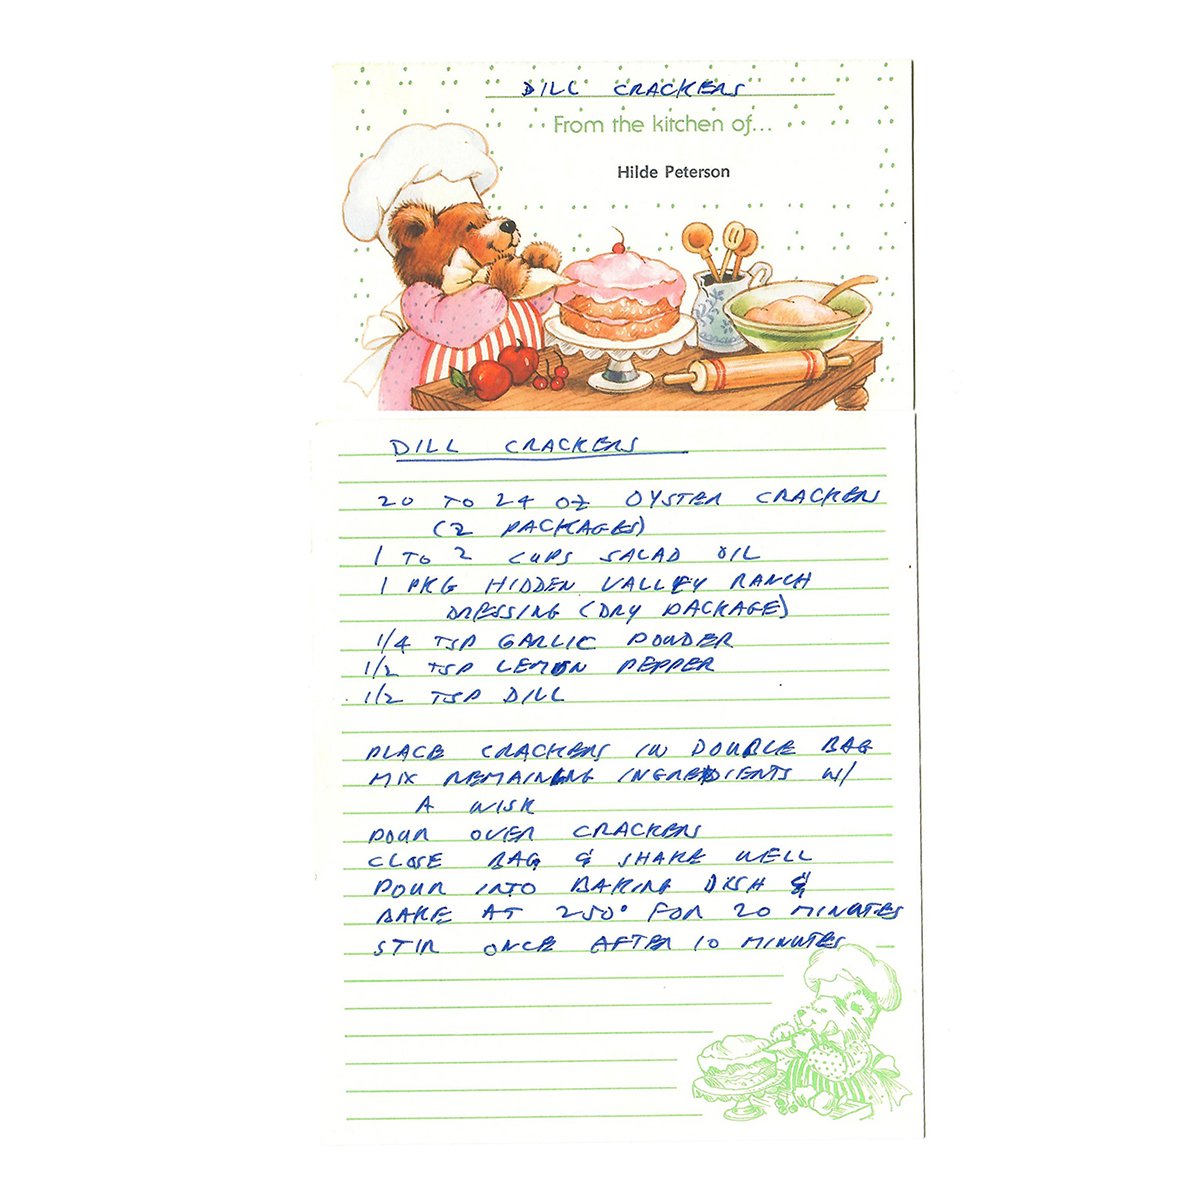 DILL CRACKERS
From the kitchen of...
Hilde Peterson
DILL CRACKERS
20 TO 24 OZ OYSTER CRACKERS
(2 PACKAGES)
1 TO 2 CUPS SALAD OIL
1 PKG HIDDEN VALLEY RANCH
DRESSING (DRY PACKAGE)
1/4 TSP GARLIC POWDER
1/2 TSP LEMON PEPPER
1/2 TSP DILL
PLACE CRACKERS IN DOUBLE BAG
MIX REMAINING INGREDIENTS W/
A WISK
POUR OVER CRACKERS
CLOSE BAG & SHAKE WELL
POUR INTO BAKING DISH &
BAKE AT 250° FOR 20 MINUTES
STIR ONCE AFTER 10 MINUTES